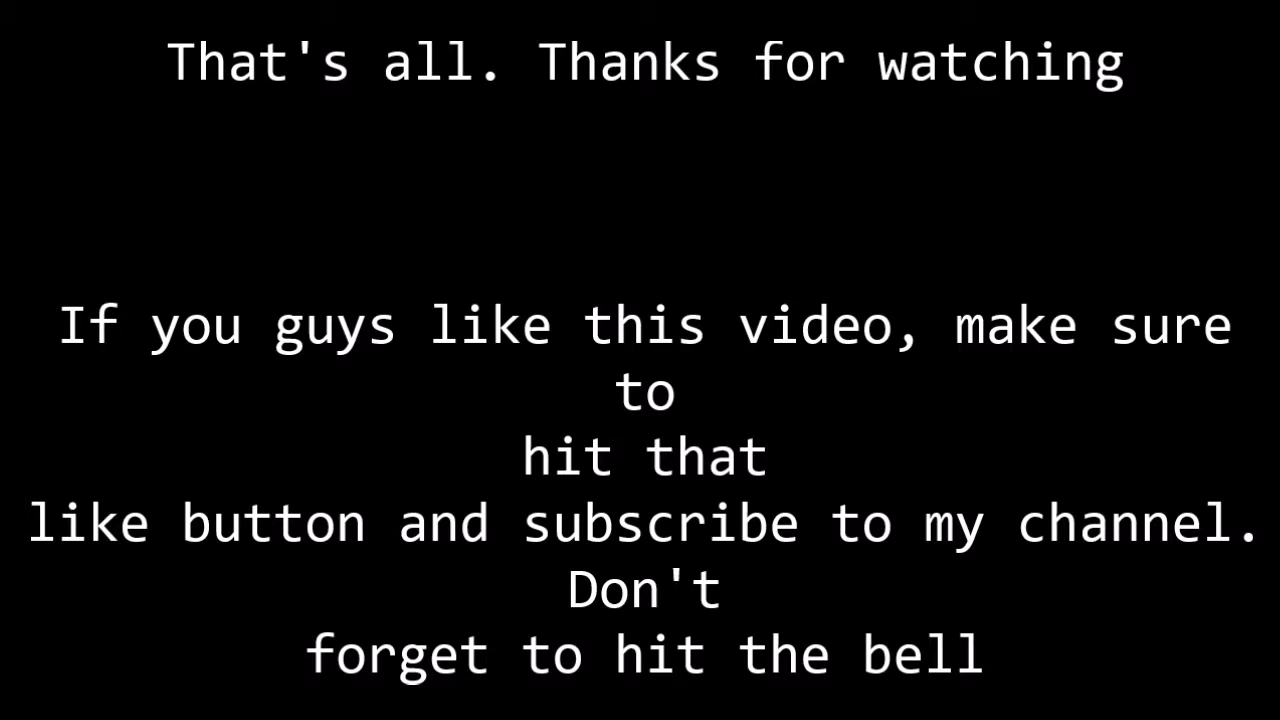 That's all. Thanks for watching
If you guys like this video, make sure
to
hit that
like button and subscribe to my channel.
Don't
forget to hit the bell